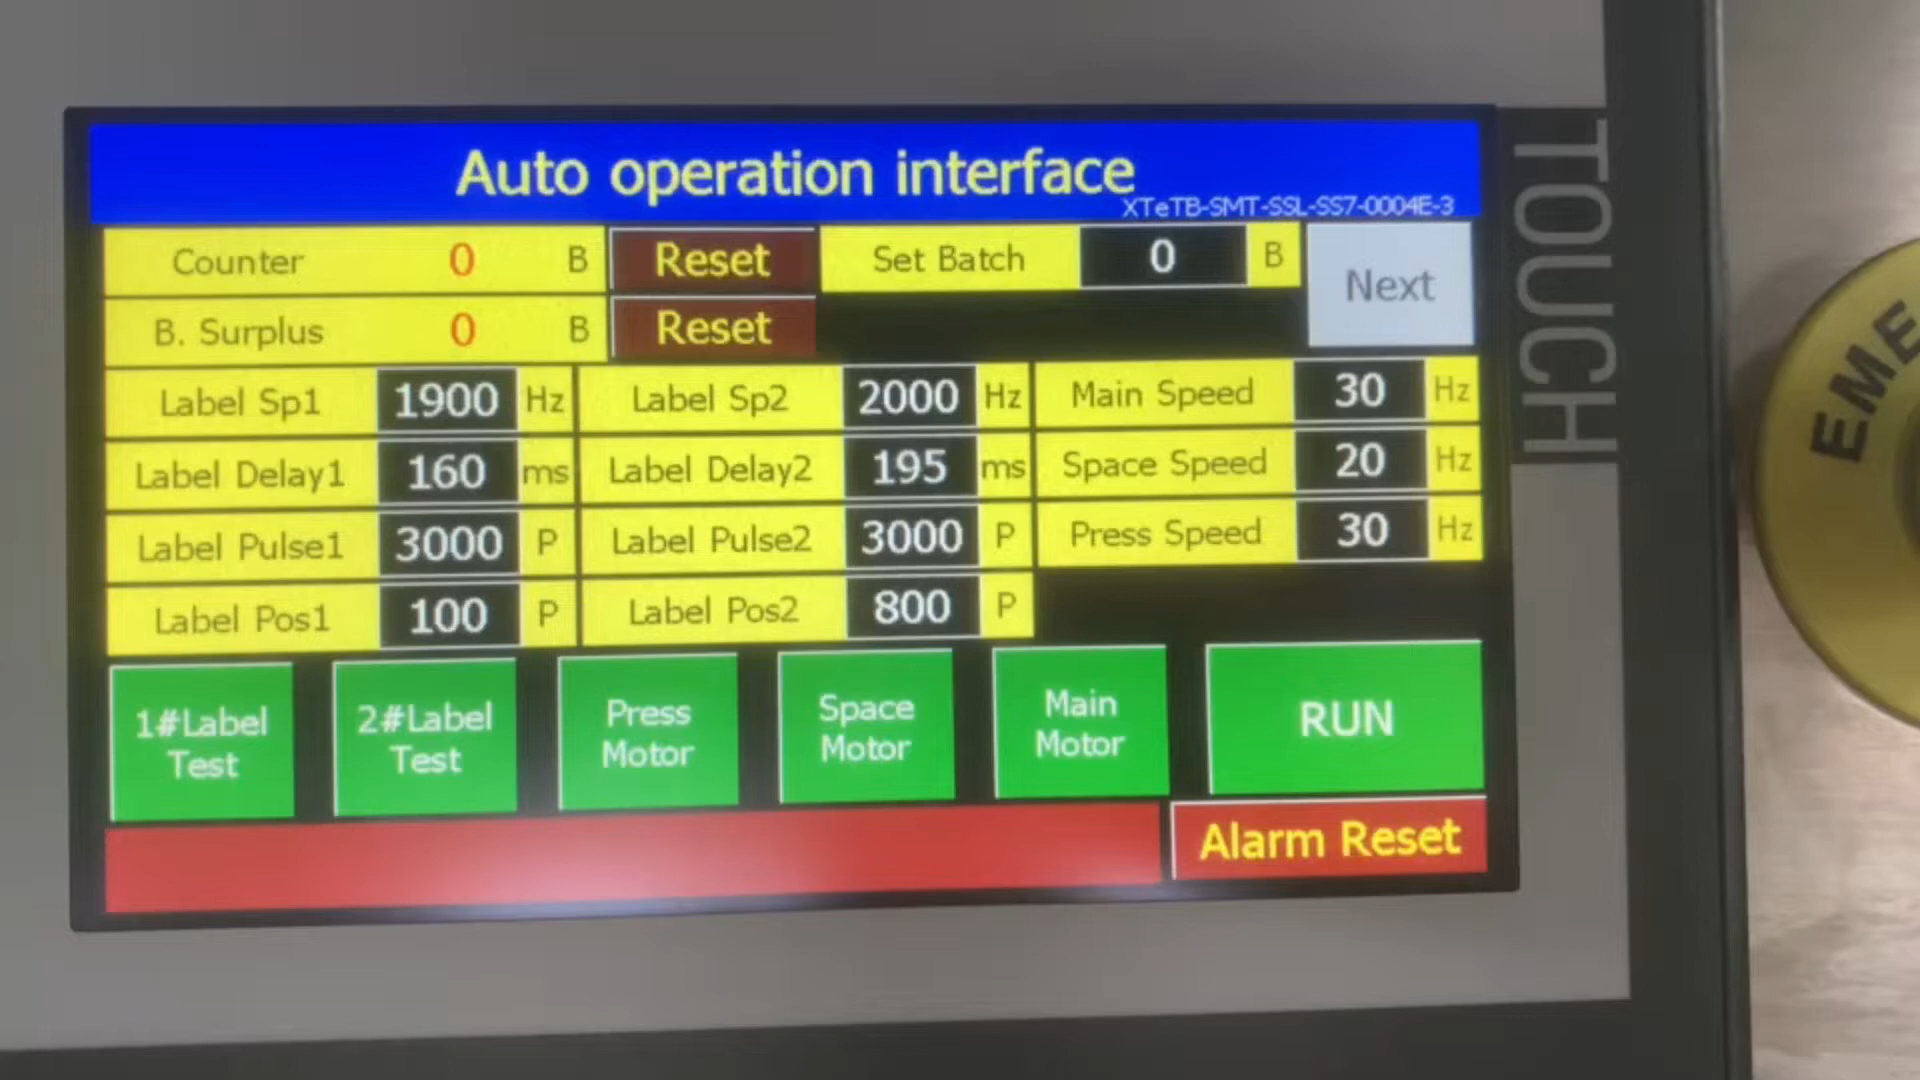 Auto operation interface
XTeTB-SMT-SSL-SS7-0004E-3
Counter 0 B Reset Set Batch 0 B Next
B. Surplus 0 B Reset
Label Sp1 1900 Hz Label Sp2 2000 Hz Main Speed 30 Hz
Label Delay1 160 ms Label Delay2 195 ms Space Speed 20 Hz
Label Pulse1 3000 P Label Pulse2 3000 P Press Speed 30 Hz
Label Pos1 100 P Label Pos2 800 P
1#Label
Test
2#Label
Test
Press
Motor
Space
Motor
Main
Motor
RUN
Alarm Reset
TOUCH
EME